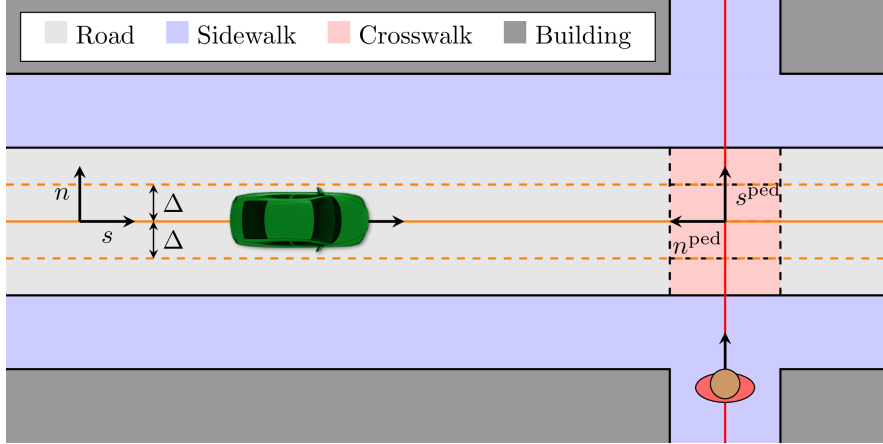 Road Sidewalk Crosswalk Building
n
Δ
s
Δ
s^ped
n^ped